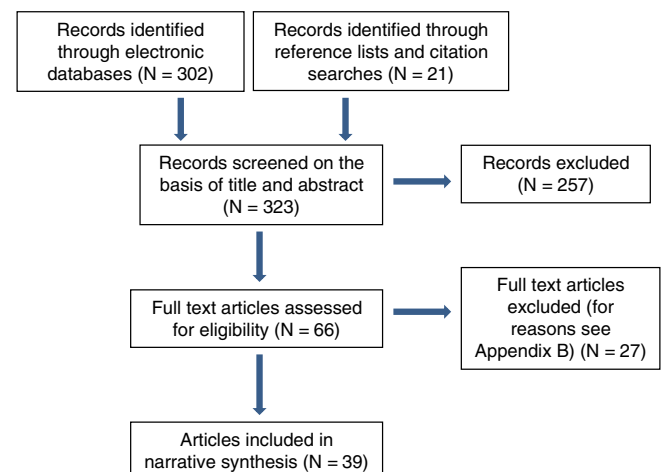 Records identified
through electronic
databases (N = 302)
Records identified through
reference lists and citation
searches (N = 21)
Records screened on the
basis of title and abstract
(N = 323)
Records excluded
(N = 257)
Full text articles assessed
for eligibility (N = 66)
Full text articles
excluded (for
reasons see
Appendix B) (N = 27)
Articles included in
narrative synthesis (N = 39)